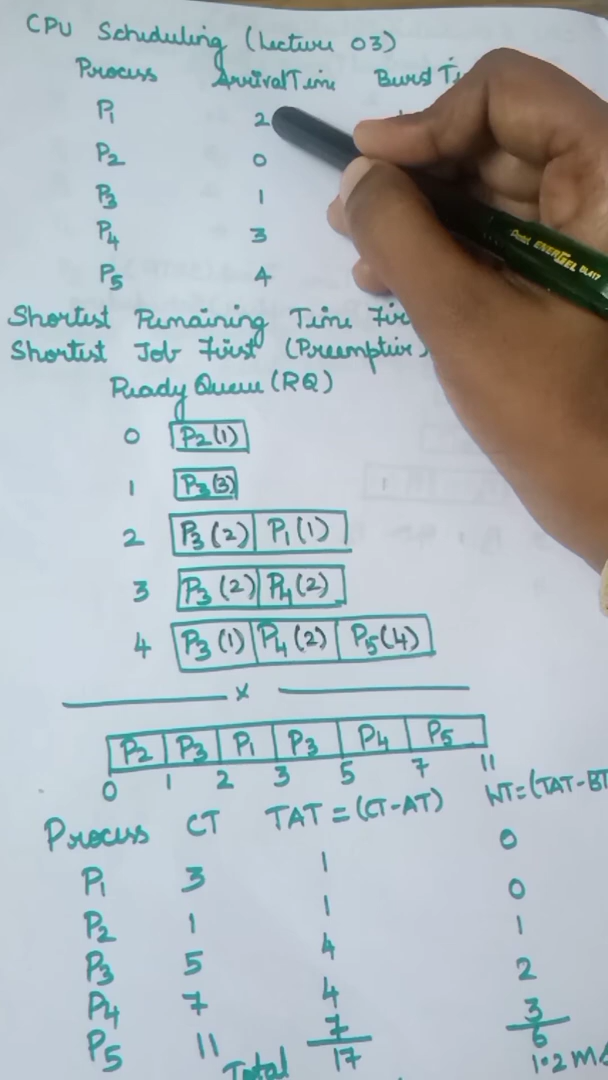 CPU Scheduling (Lecture 03)
Process Arrival Time Burst Ti
P1 2
P2 0
P3 1
P4 3
P5 4
Shortest Remaining Time Fir
Shortest Job First (Preemptive)
Ready Queue (RQ)
0 P2(1)
1 P3(3)
2 P3(2) P1(1)
3 P3(2) P4(2)
4 P3(1) P4(2) P5(4)
x
P2 P3 P1 P3 P4 P5
0 1 2 3 5 7 11
Process CT TAT = (CT-AT) WT=(TAT-BT
P1 3 1 0
P2 1 1 0
P3 5 4 1
P4 7 4 2
P5 11 7 3
Total 17 6
1.2 ms
Pentel ENERGEL BL417